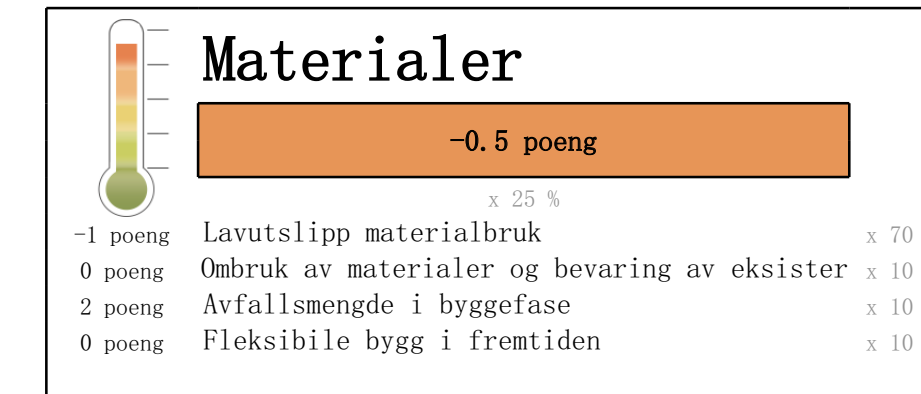 Materialer
-0.5 poeng
x 25 %
-1 poeng Lavutslipp materialbruk x 70
0 poeng Ombruk av materialer og bevaring av eksister x 10
2 poeng Avfallsmengde i byggefase x 10
0 poeng Fleksibile bygg i fremtiden x 10